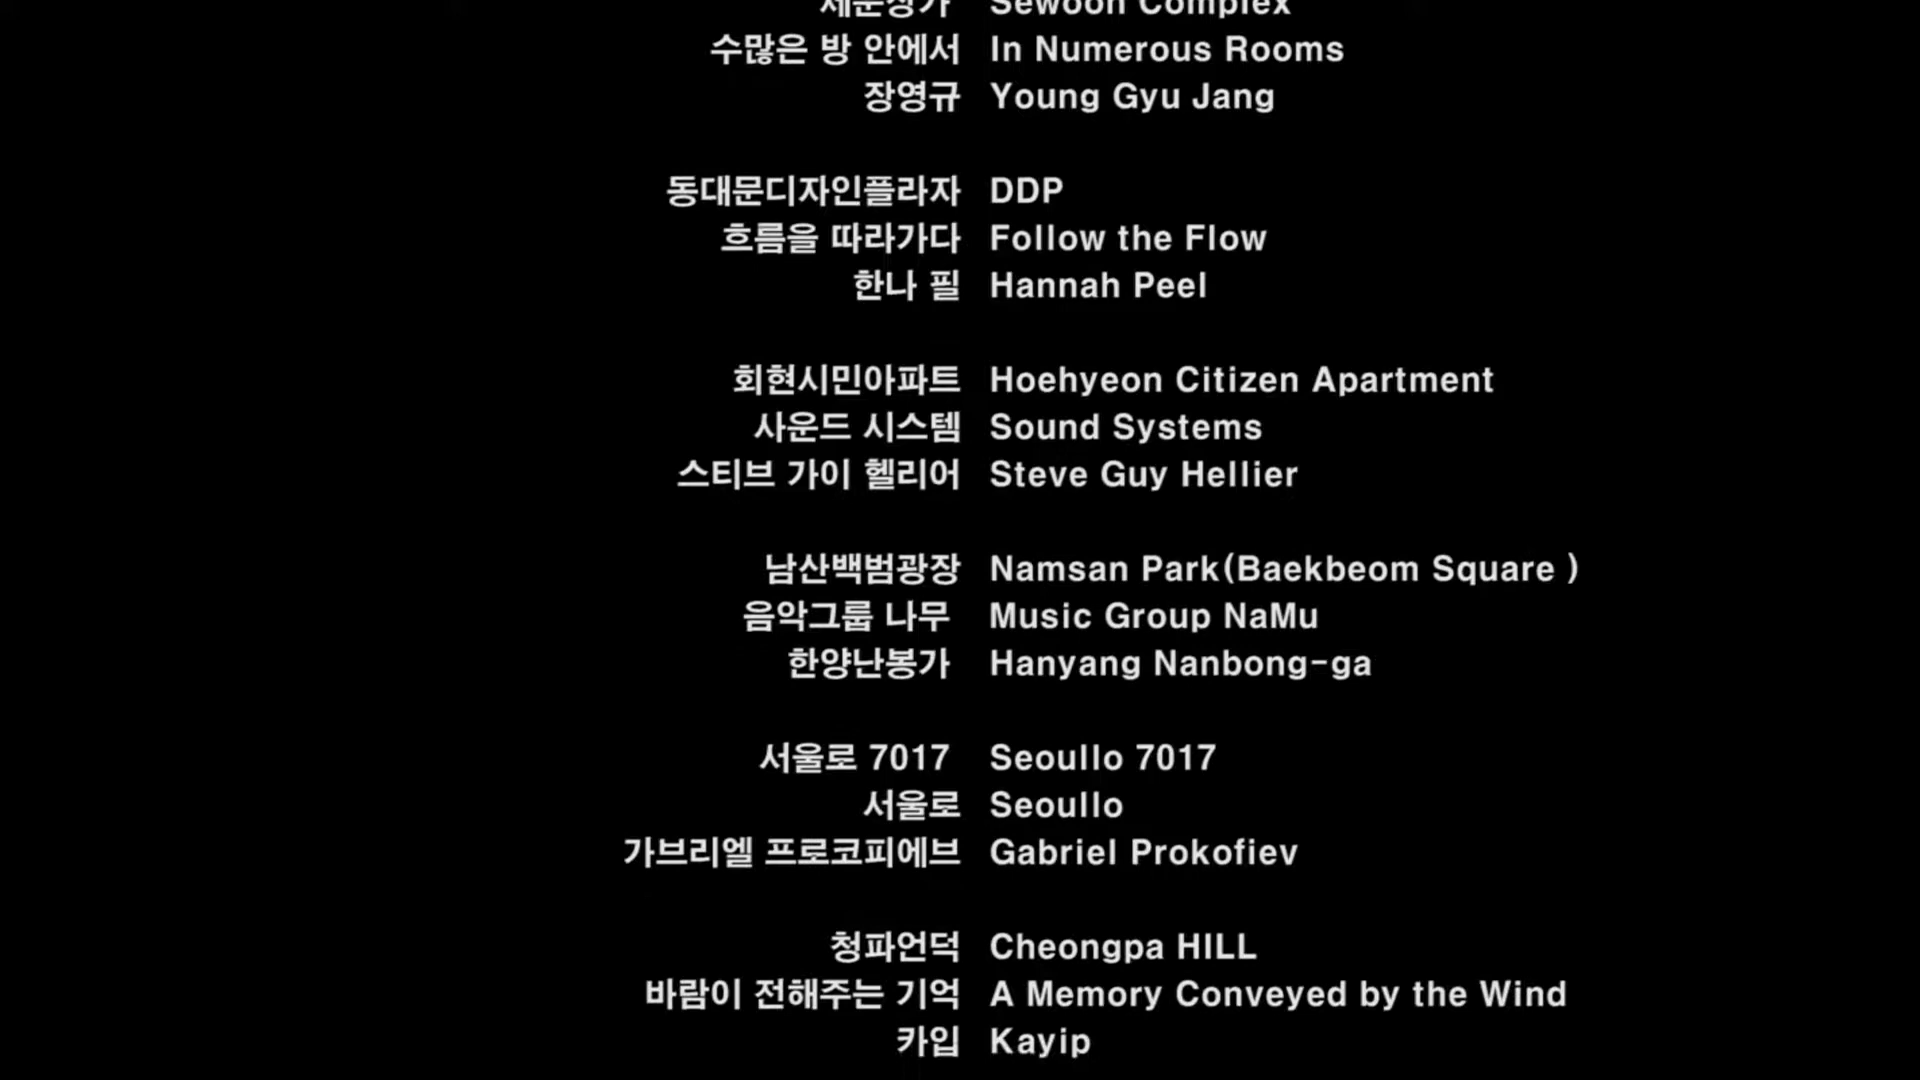 세운상가 Sewoon Complex
수많은 방 안에서 In Numerous Rooms
장영규 Young Gyu Jang
동대문디자인플라자 DDP
흐름을 따라가다 Follow the Flow
한나 필 Hannah Peel
회현시민아파트 Hoehyeon Citizen Apartment
사운드 시스템 Sound Systems
스티브 가이 헬리어 Steve Guy Hellier
남산백범광장 Namsan Park(Baekbeom Square )
음악그룹 나무 Music Group NaMu
한양난봉가 Hanyang Nanbong-ga
서울로 7017 Seoullo 7017
서울로 Seoullo
가브리엘 프로코피에브 Gabriel Prokofiev
청파언덕 Cheongpa HILL
바람이 전해주는 기억 A Memory Conveyed by the Wind
카입 Kayip